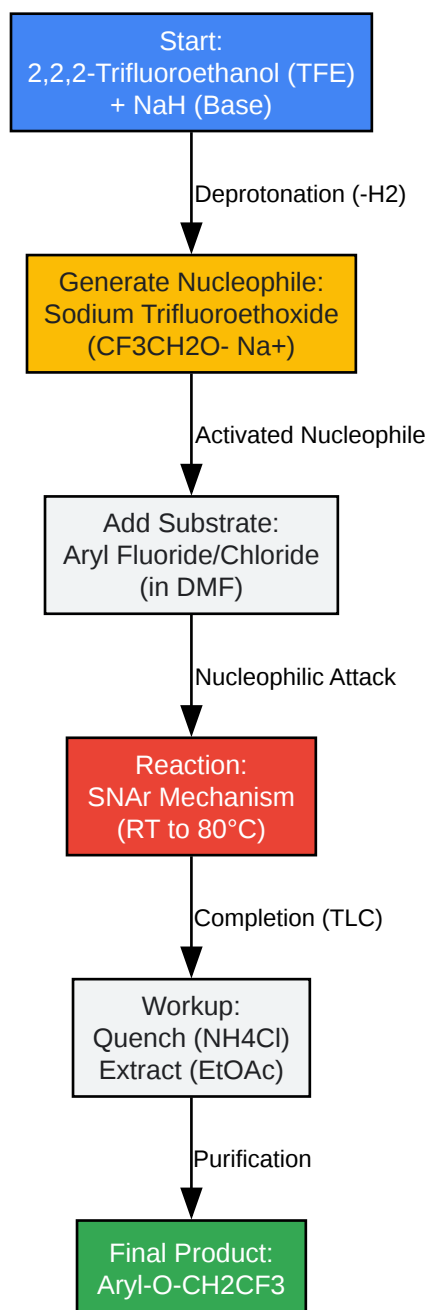 Start:
2,2,2-Trifluoroethanol (TFE)
+ NaH (Base)
Deprotonation (-H2)
Generate Nucleophile:
Sodium Trifluoroethoxide
(CF3CH2O- Na+)
Activated Nucleophile
Add Substrate:
Aryl Fluoride/Chloride
(in DMF)
Nucleophilic Attack
Reaction:
SNAr Mechanism
(RT to 80°C)
Completion (TLC)
Workup:
Quench (NH4Cl)
Extract (EtOAc)
Purification
Final Product:
Aryl-O-CH2CF3